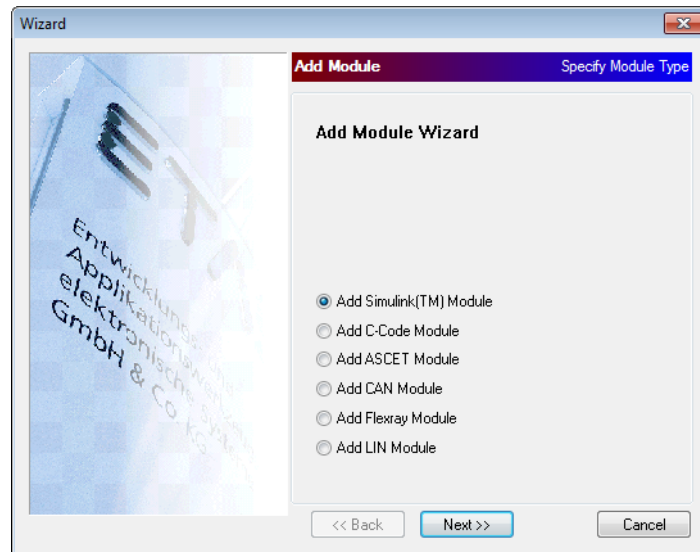 Wizard
ETA
Entwicklungs- und
Applikationswerkzeuge
elektronische Systeme
GmbH & Co KG
Add Module
Specify Module Type
Add Module Wizard
Add Simulink(TM) Module
Add C-Code Module
Add ASCET Module
Add CAN Module
Add Flexray Module
Add LIN Module
<< Back
Next >>
Cancel